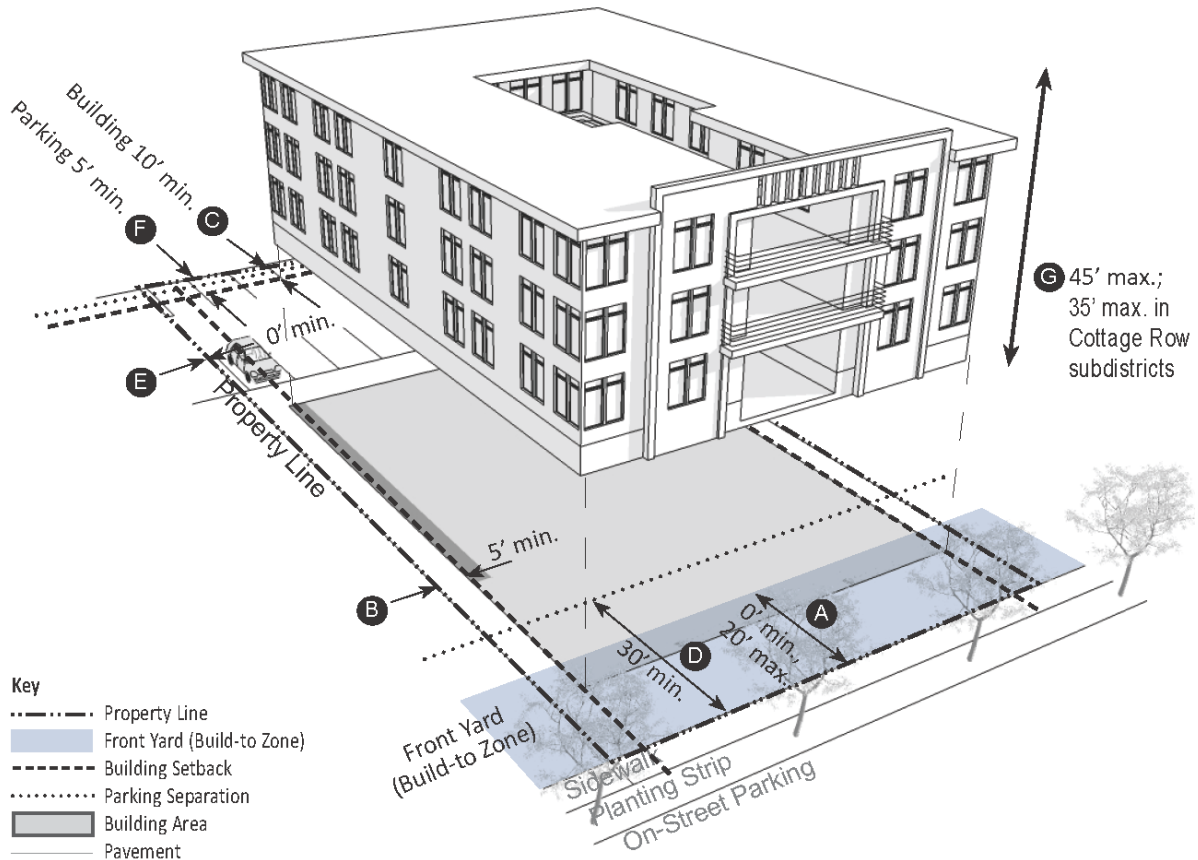 Building 10’ min.
Parking 5’ min.
F
C
0’ min.
E
Property Line
G
45’ max.;
35’ max. in
Cottage Row
subdistricts
5’ min.
B
A
0’ min.,
20’ max.
D
30’ min.
Front Yard
(Build-to Zone)
Sidewalk
Planting Strip
On-Street Parking
Key
Property Line
Front Yard (Build-to Zone)
Building Setback
Parking Separation
Building Area
Pavement